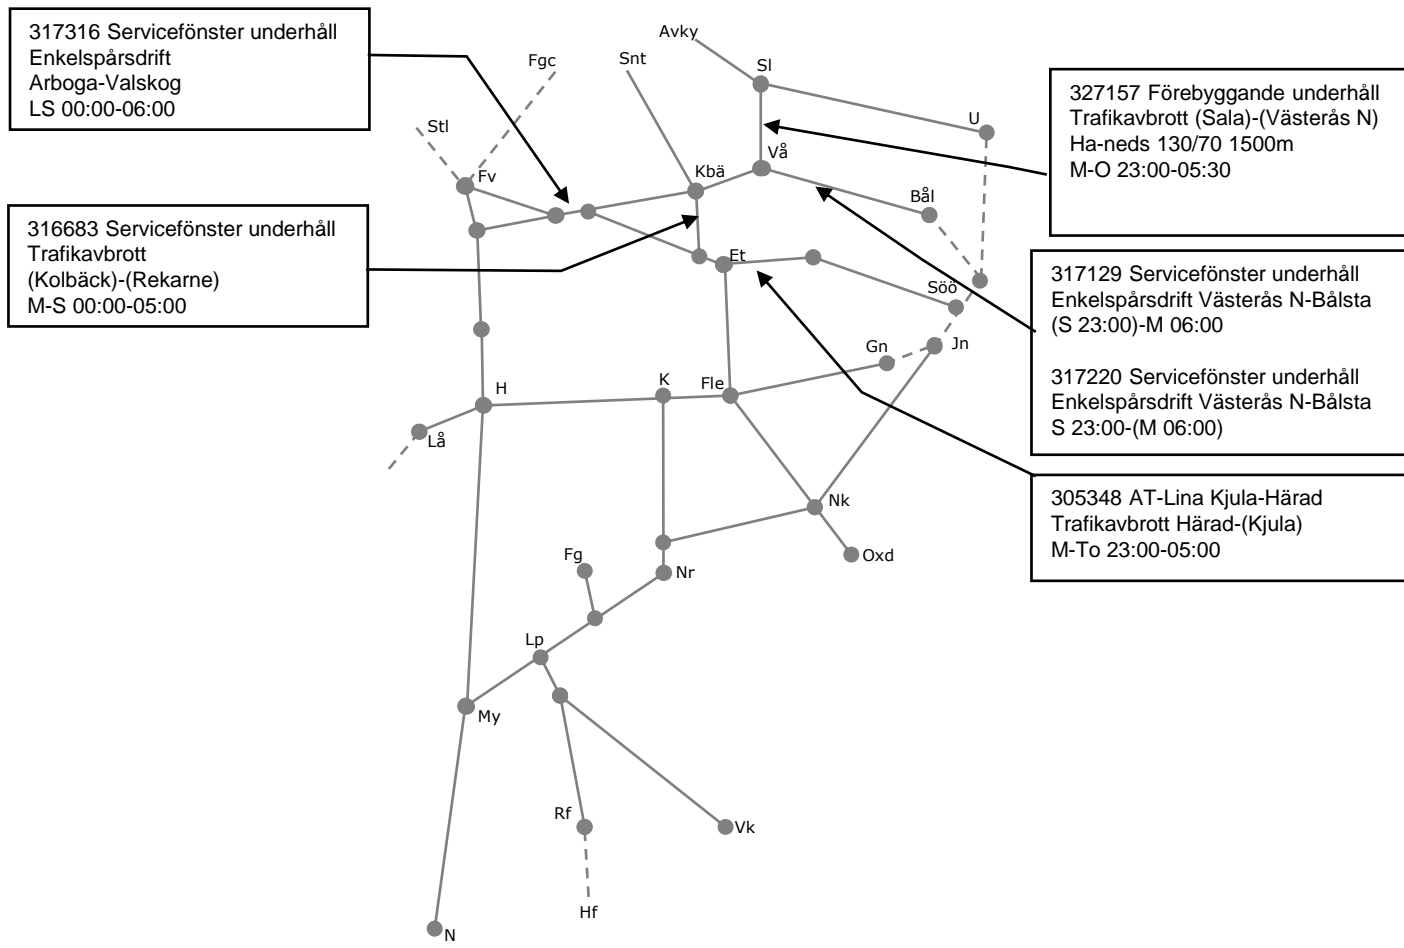 317316 Servicefönster underhåll
Enkelspårsdrift
Arboga-Valskog
LS 00:00-06:00
316683 Servicefönster underhåll
Trafikavbrott
(Kolbäck)-(Rekarne)
M-S 00:00-05:00
327157 Förebyggande underhåll
Trafikavbrott (Sala)-(Västerås N)
Ha-neds 130/70 1500m
M-O 23:00-05:30
317129 Servicefönster underhåll
Enkelspårsdrift Västerås N-Bålsta
(S 23:00)-M 06:00
317220 Servicefönster underhåll
Enkelspårsdrift Västerås N-Bålsta
S 23:00-(M 06:00)
305348 AT-Lina Kjula-Härad
Trafikavbrott Härad-(Kjula)
M-To 23:00-05:00
Avky
Snt
Fgc
Sl
U
Stl
Vå
Kbä
Fv
Bål
Et
Söö
Jn
Gn
H
K
Fle
Lå
Nk
Oxd
Fg
Nr
Lp
My
Rf
Vk
Hf
N